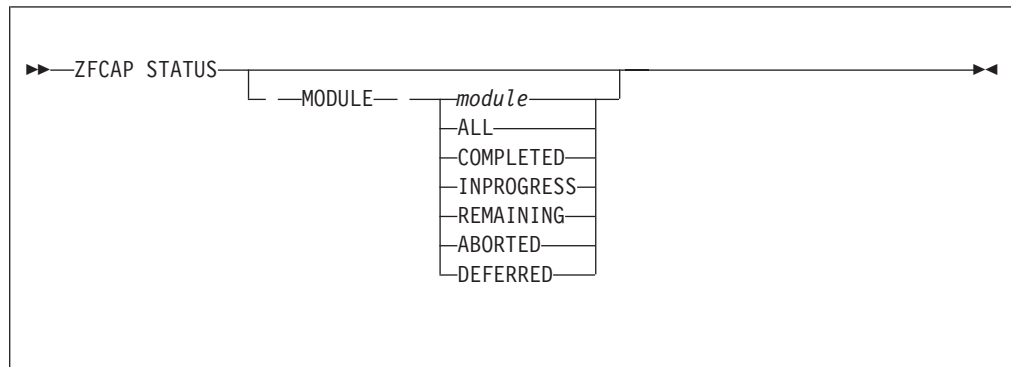 ZFCAP STATUS
MODULE module
ALL
COMPLETED
INPROGRESS
REMAINING
ABORTED
DEFERRED